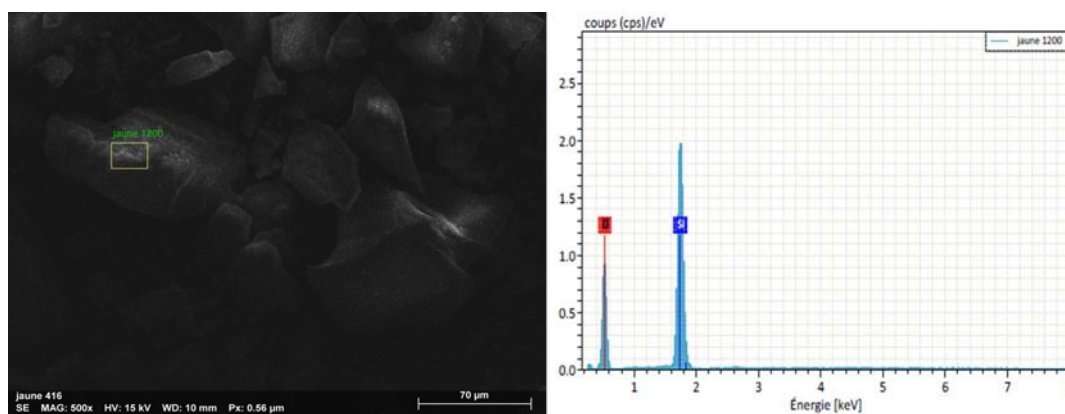 jaune 1200
jaune 416
SE MAG: 500x HV: 15 kV WD: 10 mm Px: 0.56 µm
70 µm
coups (cps)/eV
jaune 1200
2.5
2.0
1.5
1.0
0.5
0.0
O
Si
1 2 3 4 5 6 7
Énergie [keV]